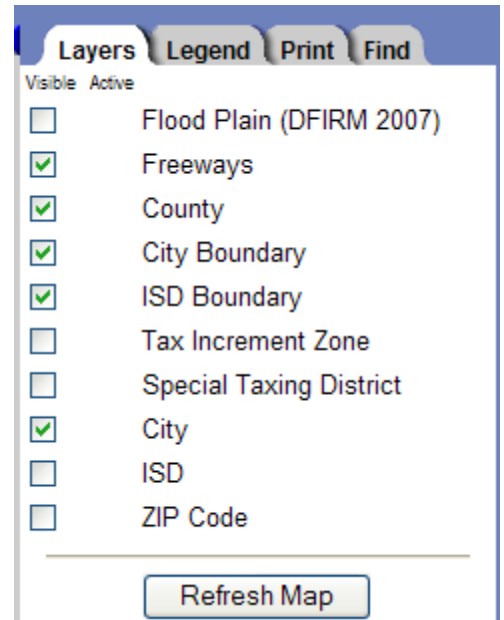 Layers Legend Print Find
Visible Active
Flood Plain (DFIRM 2007)
Freeways
County
City Boundary
ISD Boundary
Tax Increment Zone
Special Taxing District
City
ISD
ZIP Code
Refresh Map